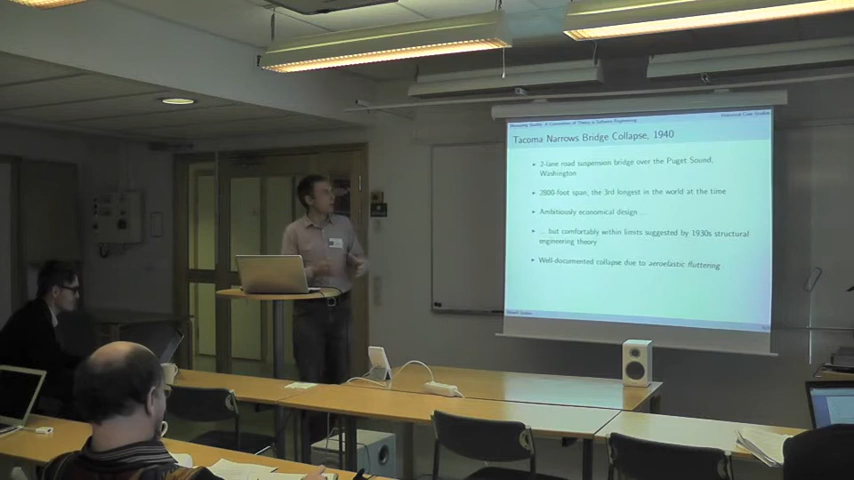 Tacoma Narrows Bridge Collapse, 1940
2-lane road suspension bridge over the Puget Sound,
Washington
2800-foot span, the 3rd longest in the world at the time
Ambitiously economical design ...
... but comfortably within limits suggested by 1930s structural
engineering theory
Well-documented collapse due to aeroelastic fluttering